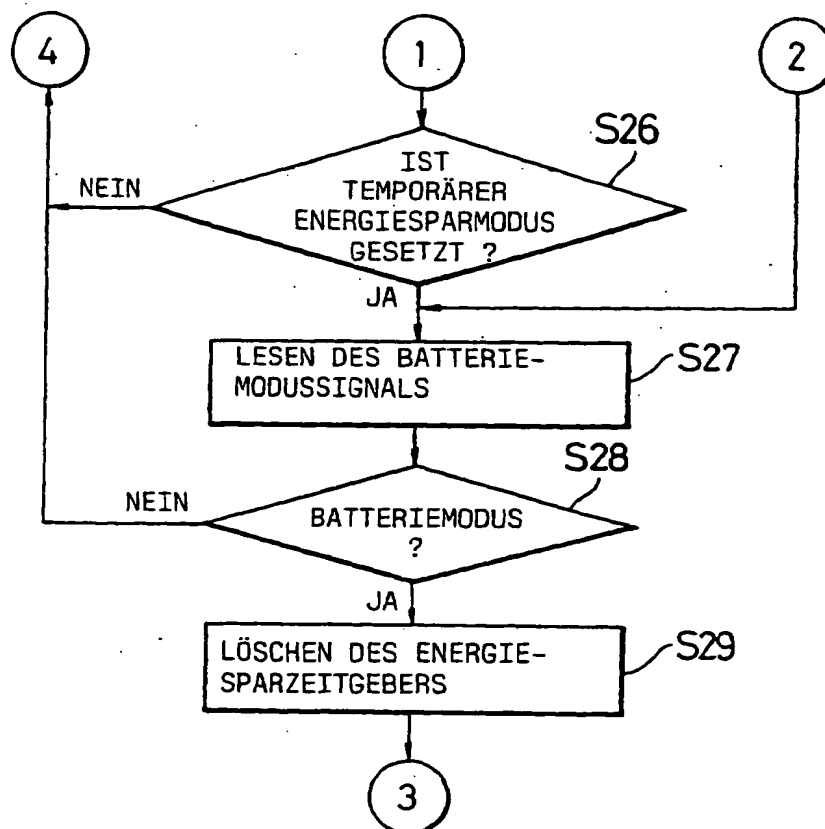 4
1
2
S26
IST
TEMPORÄRER
ENERGIESPARMODUS
GESETZT ?
NEIN
JA
LESEN DES BATTERIE-
MODUSSIGNALS
S27
S28
BATTERIEMODUS
?
NEIN
JA
LÖSCHEN DES ENERGIE-
SPARZEITGEBERS
S29
3